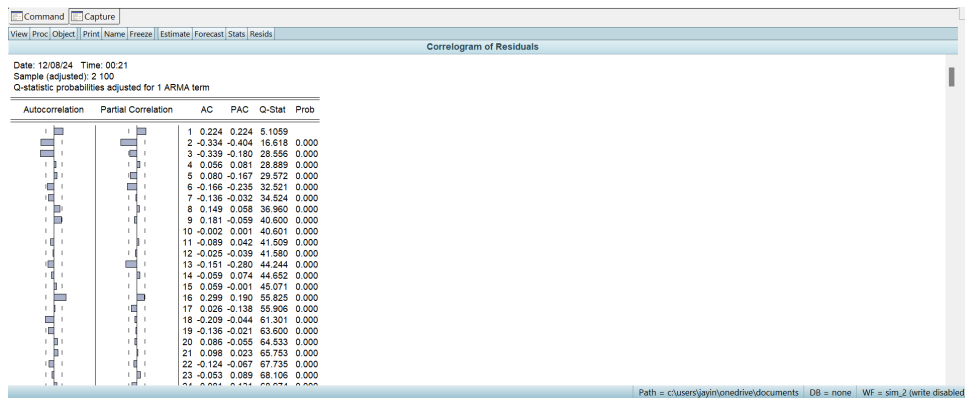 Command Capture
View Proc Object Print Name Freeze Estimate Forecast Stats Resids
Correlogram of Residuals
Date: 12/08/24 Time: 00:21
Sample (adjusted): 2 100
Q-statistic probabilities adjusted for 1 ARMA term
Autocorrelation Partial Correlation AC PAC Q-Stat Prob
1 0.224 0.224 5.1059
2 -0.334 -0.404 16.618 0.000
3 -0.339 -0.180 28.556 0.000
4 0.056 0.081 28.889 0.000
5 0.080 -0.167 29.572 0.000
6 -0.166 -0.235 32.521 0.000
7 -0.136 -0.032 34.524 0.000
8 0.149 0.058 36.960 0.000
9 0.181 -0.059 40.600 0.000
10 -0.002 0.001 40.601 0.000
11 -0.089 0.042 41.509 0.000
12 -0.025 -0.039 41.580 0.000
13 -0.151 -0.280 44.244 0.000
14 -0.059 0.074 44.652 0.000
15 0.059 -0.001 45.071 0.000
16 0.299 0.190 55.825 0.000
17 0.026 -0.138 55.906 0.000
18 -0.209 -0.044 61.301 0.000
19 -0.136 -0.021 63.600 0.000
20 0.086 -0.055 64.533 0.000
21 0.098 0.023 65.753 0.000
22 -0.124 -0.067 67.735 0.000
23 -0.053 0.089 68.106 0.000
Path = c:\users\jayin\onedrive\documents DB = none WF = sim_2 (write disabled